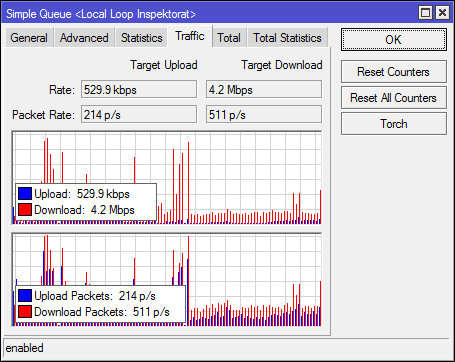 Simple Queue <Local Loop Inspektorat>
General Advanced Statistics Traffic Total Total Statistics
Target Upload Target Download
Rate: 529.9 kbps 4.2 Mbps
Packet Rate: 214 p/s 511 p/s
Upload: 529.9 kbps
Download: 4.2 Mbps
Upload Packets: 214 p/s
Download Packets: 511 p/s
OK
Reset Counters
Reset All Counters
Torch
enabled